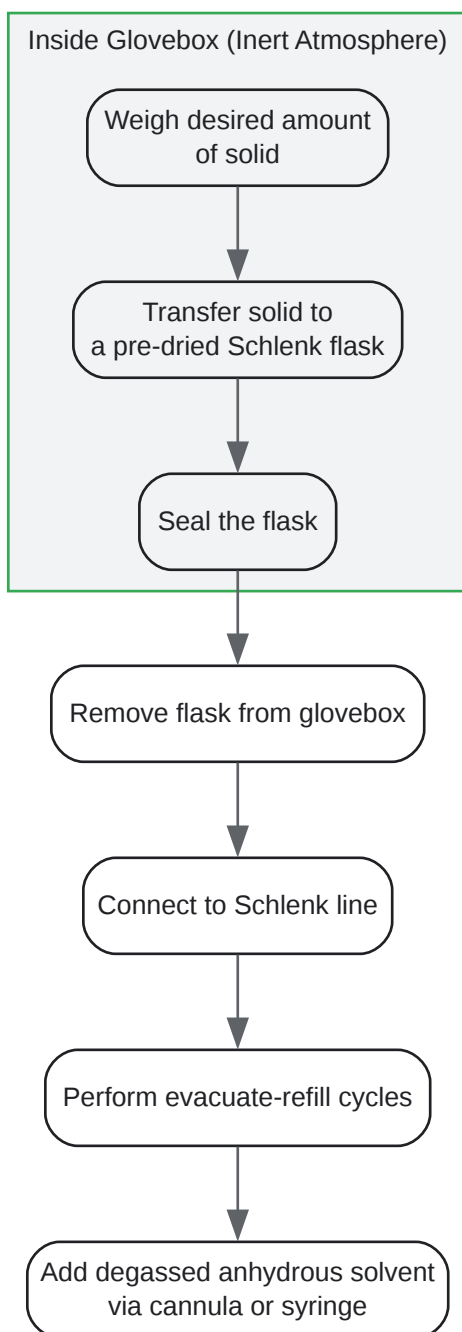 Inside Glovebox (Inert Atmosphere)
Weigh desired amount
of solid
Transfer solid to
a pre-dried Schlenk flask
Seal the flask
Remove flask from glovebox
Connect to Schlenk line
Perform evacuate-refill cycles
Add degassed anhydrous solvent
via cannula or syringe